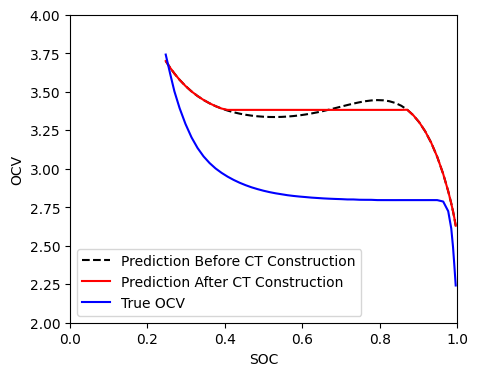 4.00
3.75
3.50
3.25
3.00
2.75
2.50
2.25
2.00
OCV
Prediction Before CT Construction
Prediction After CT Construction
True OCV
0.0 0.2 0.4 0.6 0.8 1.0
SOC